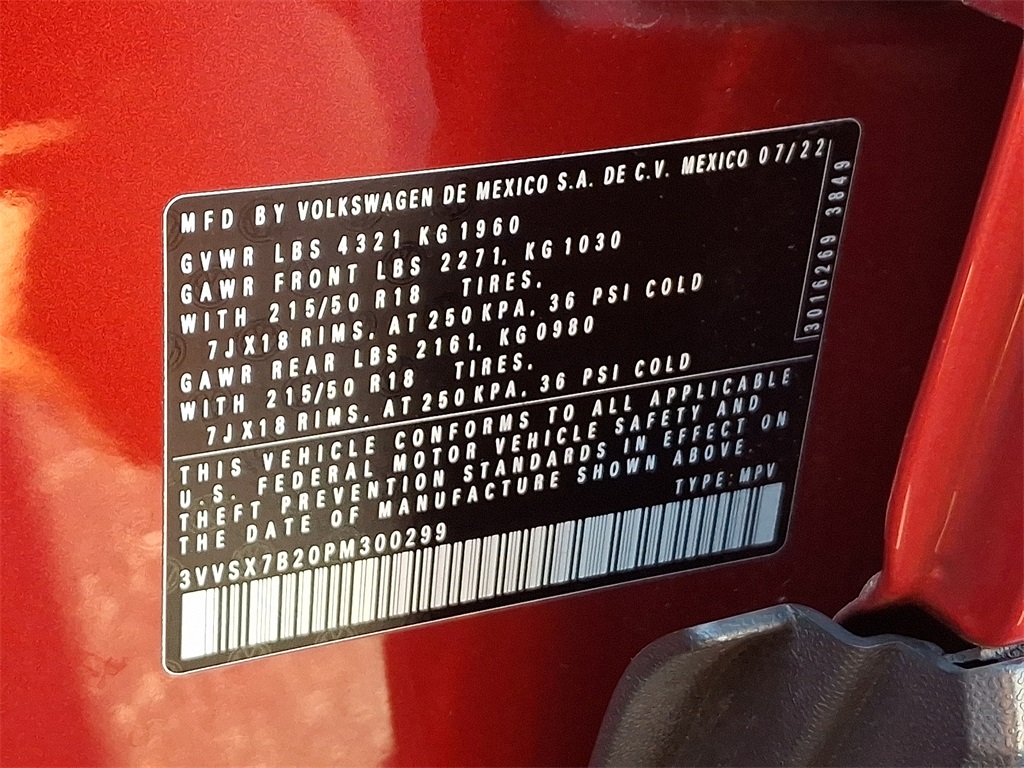 MFD BY VOLKSWAGEN DE MEXICO S.A. DE C.V. MEXICO 07/22
GVWR LBS 4321 KG 1960
GAWR FRONT LBS 2271, KG 1030
WITH 215/50 R18 TIRES,
7JX18 RIMS, AT 250 KPA, 36 PSI COLD
GAWR REAR LBS 2161, KG 0980
WITH 215/50 R18 TIRES,
7JX18 RIMS, AT 250 KPA, 36 PSI COLD
THIS VEHICLE CONFORMS TO ALL APPLICABLE
U.S. FEDERAL MOTOR VEHICLE SAFETY AND
THEFT PREVENTION STANDARDS IN EFFECT ON
THE DATE OF MANUFACTURE SHOWN ABOVE.
3VVSX7B20PM300299 TYPE: MPV
3016269 3849